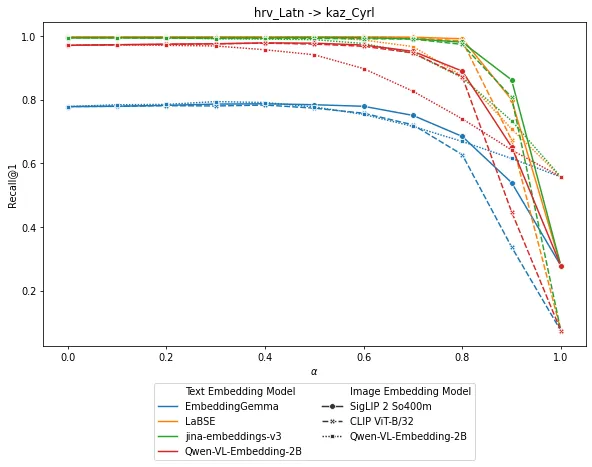 hrv_Latn -> kaz_Cyrl
1.0
0.8
0.6
0.4
0.2
Recall@1
0.0 0.2 0.4 0.6 0.8 1.0
α
Text Embedding Model Image Embedding Model
EmbeddingGemma SigLIP 2 So400m
LaBSE CLIP ViT-B/32
jina-embeddings-v3 Qwen-VL-Embedding-2B
Qwen-VL-Embedding-2B